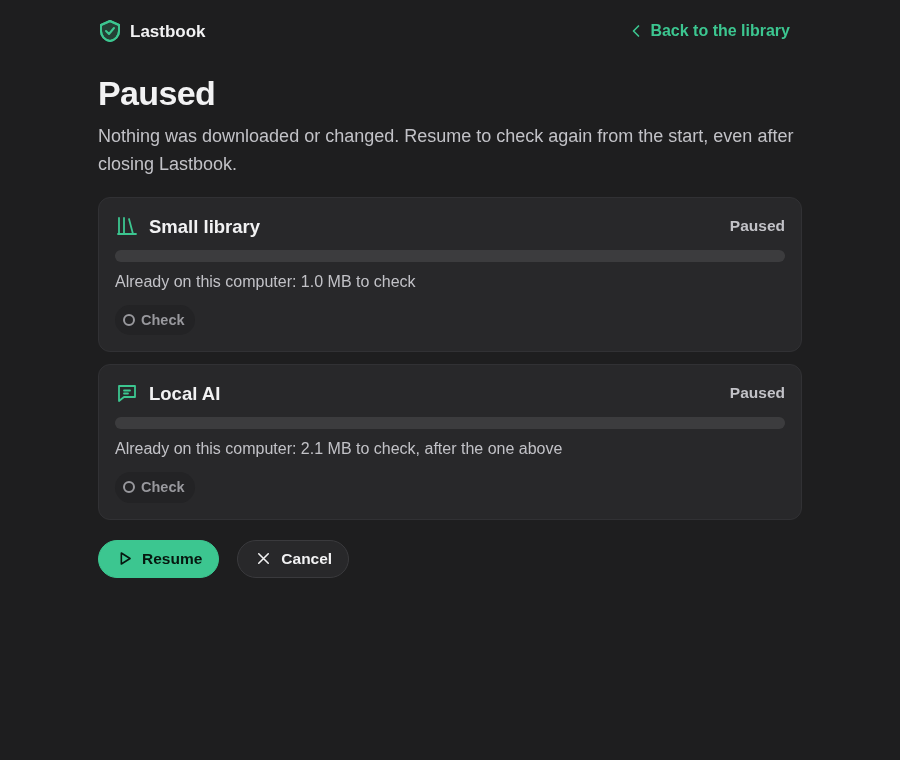 Lastbook
Back to the library
Paused
Nothing was downloaded or changed. Resume to check again from the start, even after
closing Lastbook.
Small library
Paused
Already on this computer: 1.0 MB to check
Check
Local AI
Paused
Already on this computer: 2.1 MB to check, after the one above
Check
Resume
Cancel